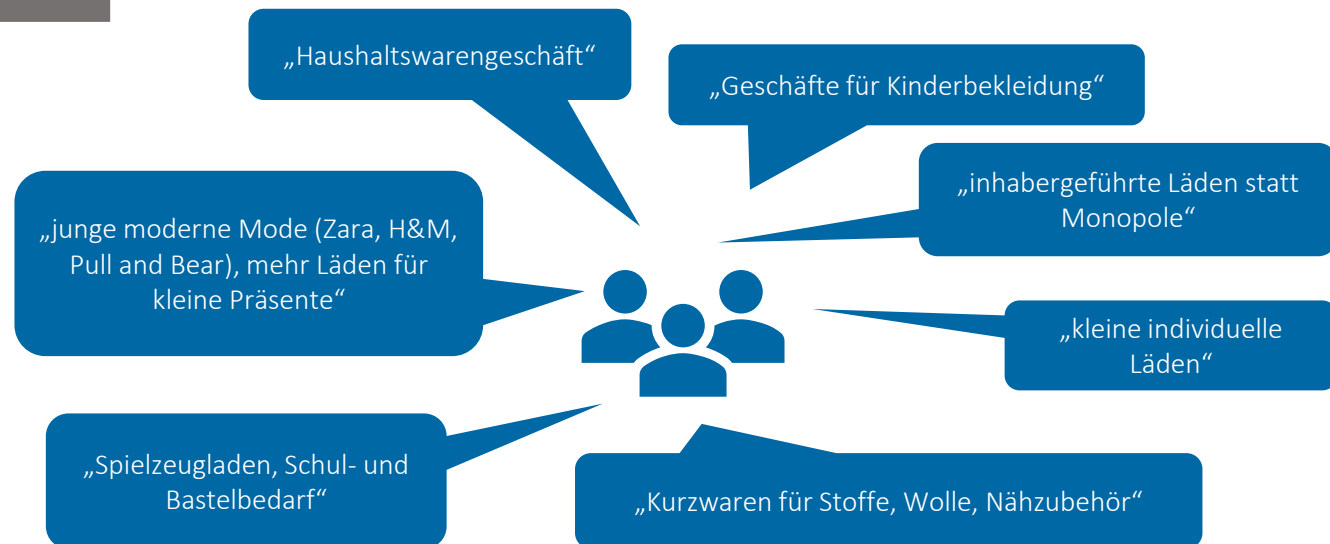 „Haushaltswarengeschäft“
„Geschäfte für Kinderbekleidung“
„inhabergeführte Läden statt
Monopole“
„junge moderne Mode (Zara, H&M,
Pull and Bear), mehr Läden für
kleine Präsente“
„kleine individuelle
Läden“
„Spielzeugladen, Schul- und
Bastelbedarf“
„Kurzwaren für Stoffe, Wolle, Nähzubehör“